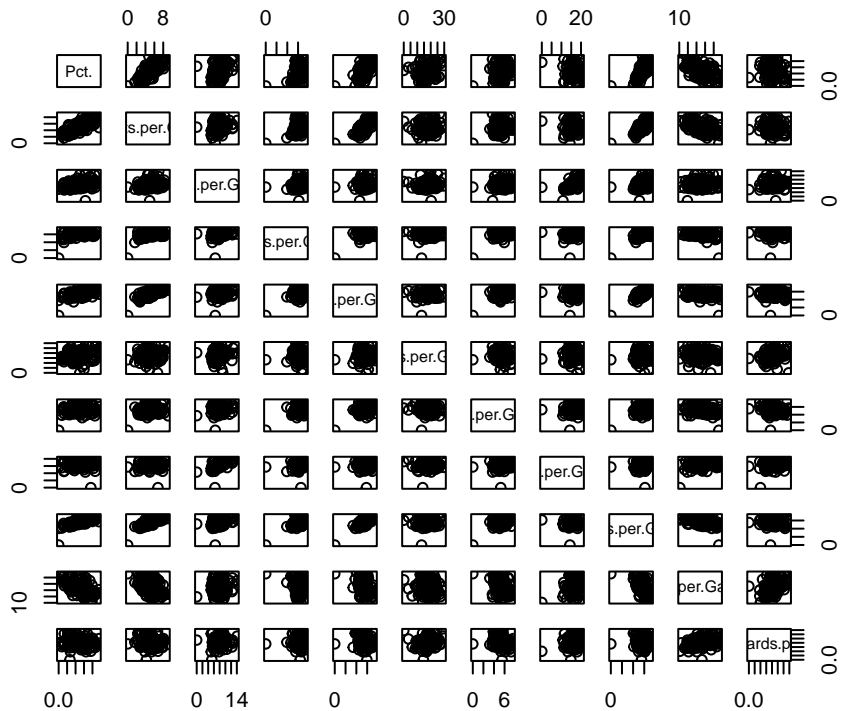 0 8 0 0 30 0 20 10
Pct. 0.0
0 s.per.
.per.G 0
0 s.per.
.per.G 0
0 s.per.G
.per.G 0
0 .per.G
s.per.G 0
10 per.Ga
ards.p 0.0
0.0 0 14 0 0 6 0 0.0